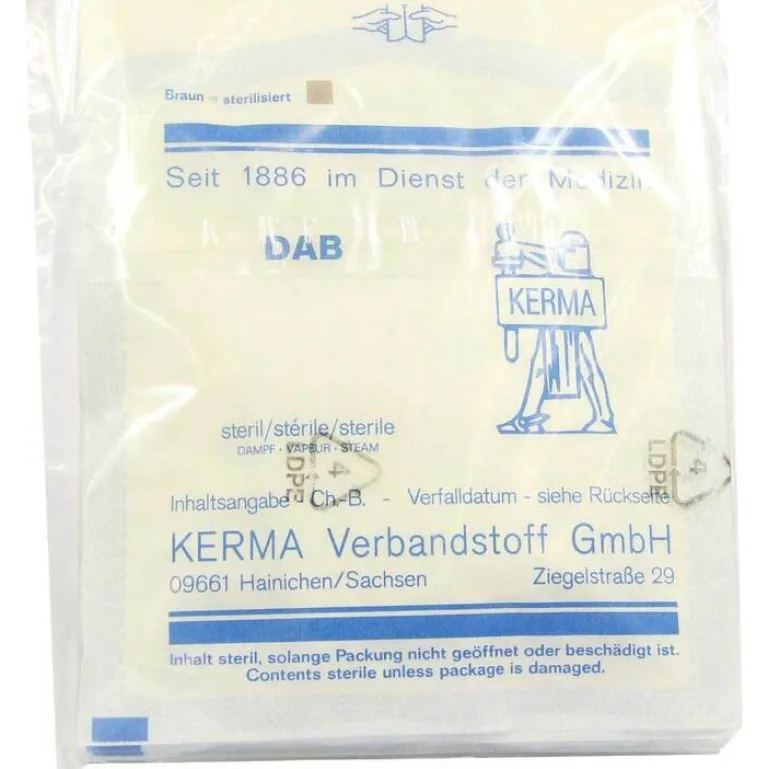 Braun = sterilisiert
Seit 1886 im Dienst der Medizin
DAB
KERMA
steril/stérile/sterile
DAMPF · VAPEUR · STEAM
4
LDPE
4
LDPE
Inhaltsangabe - Ch.-B. - Verfalldatum - siehe Rückseite
KERMA Verbandstoff GmbH
09661 Hainichen/Sachsen Ziegelstraße 29
Inhalt steril, solange Packung nicht geöffnet oder beschädigt ist.
Contents sterile unless package is damaged.